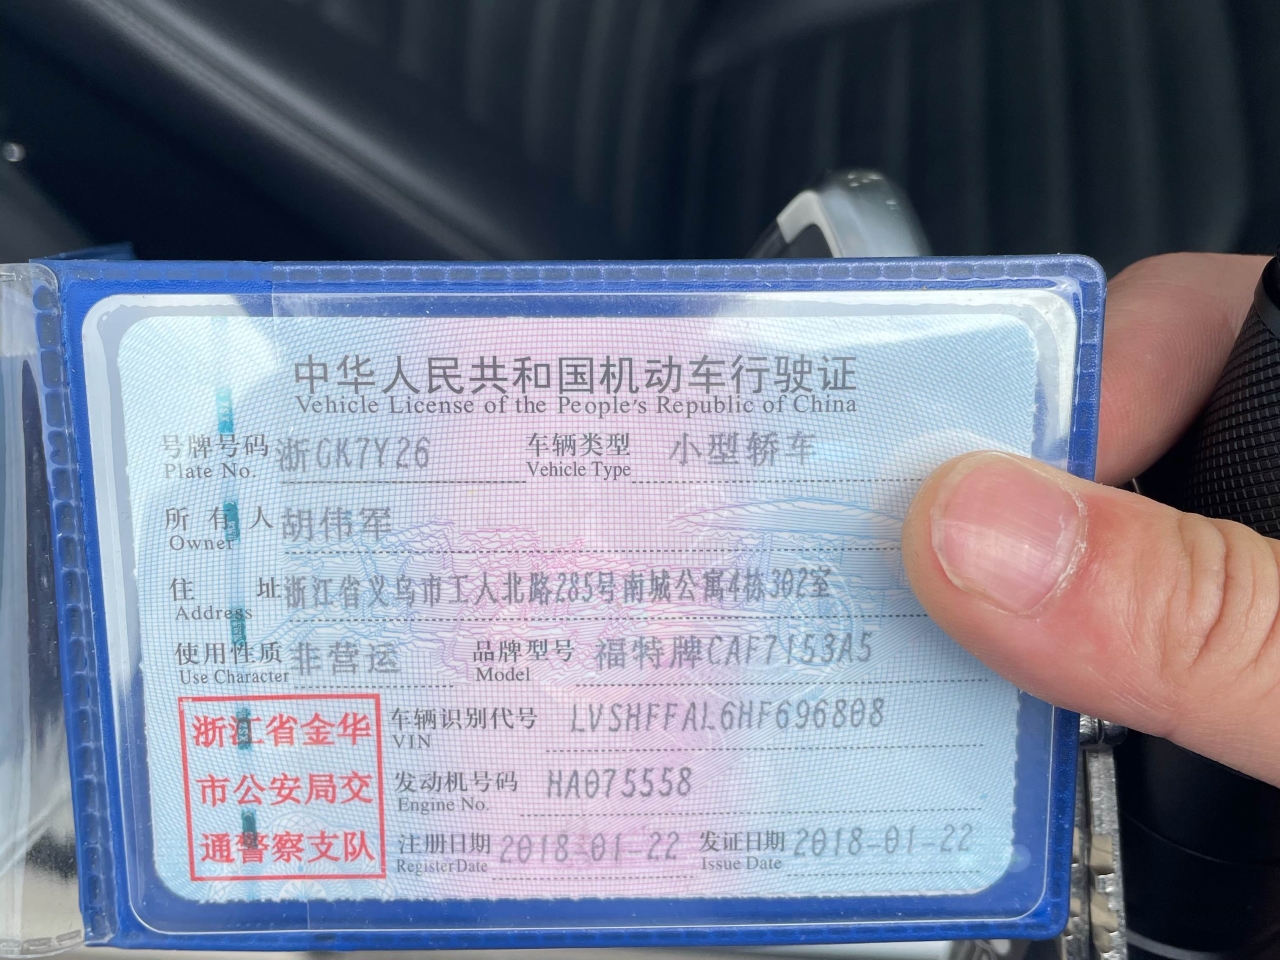 中华人民共和国机动车行驶证
Vehicle License of the People's Republic of China
号牌号码 浙GK7Y26 车辆类型 小型轿车
Plate No. Vehicle Type
所有人 胡伟军
Owner
住址 浙江省义乌市工人北路285号南城公寓4栋302室
Address
使用性质 非营运 品牌型号 福特牌CAF7153A5
Use Character Model
浙江省金华
市公安局交
通警察支队
车辆识别代号 LVSHFFAL6HF696808
VIN
发动机号码 HA075558
Engine No.
注册日期 2018-01-22 发证日期 2018-01-22
Register Date Issue Date